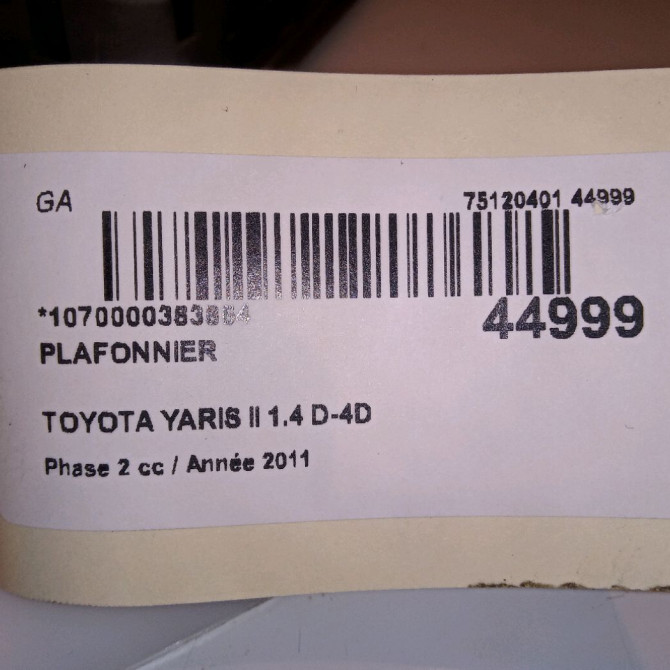 GA
75120401 44999
44999
PLAFONNIER
TOYOTA YARIS II 1.4 D-4D
Phase 2 cc / Année 2011